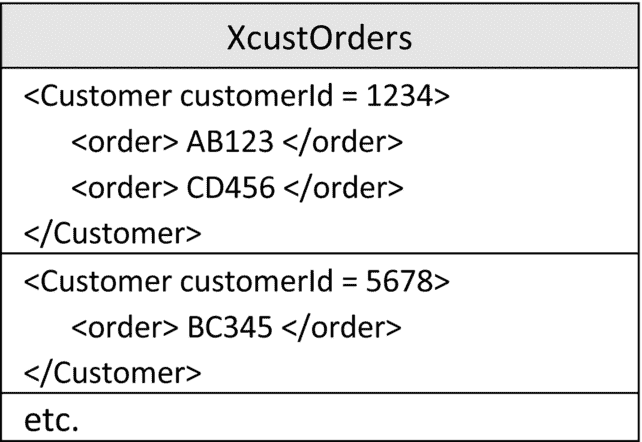 XcustOrders
<Customer customerId = 1234>
<order> AB123 </order>
<order> CD456 </order>
</Customer>
<Customer customerId = 5678>
<order> BC345 </order>
</Customer>
etc.